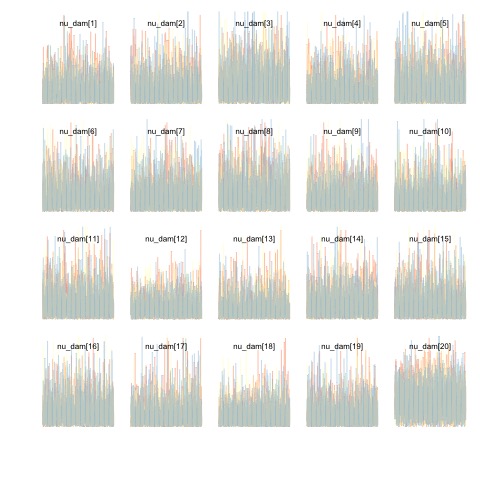 nu_dam[1] nu_dam[2] nu_dam[3] nu_dam[4] nu_dam[5]
nu_dam[6] nu_dam[7] nu_dam[8] nu_dam[9] nu_dam[10]
nu_dam[11] nu_dam[12] nu_dam[13] nu_dam[14] nu_dam[15]
nu_dam[16] nu_dam[17] nu_dam[18] nu_dam[19] nu_dam[20]